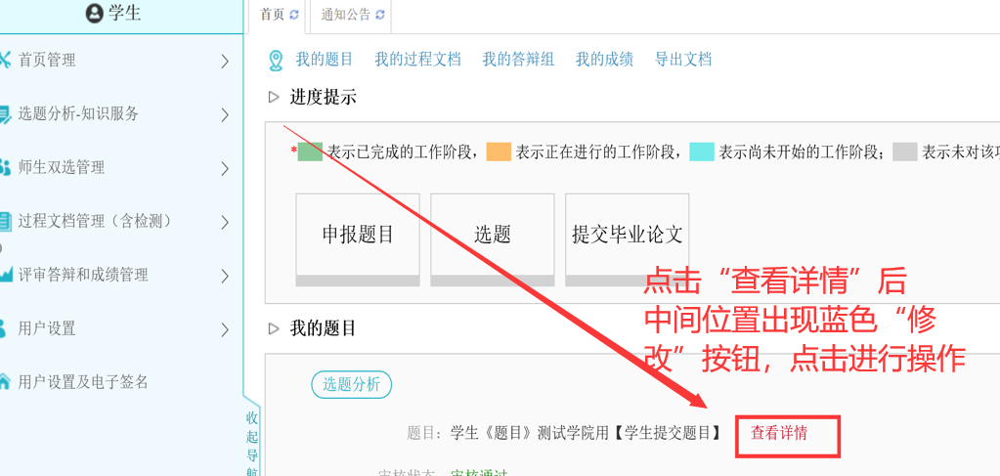 学生
首页
通知公告
首页管理
选题分析-知识服务
师生双选管理
过程文档管理（含检测）
评审答辩和成绩管理
用户设置
用户设置及电子签名
收起导航
我的题目 我的过程文档 我的答辩组 我的成绩 导出文档
进度提示
*表示已完成的工作阶段， 表示正在进行的工作阶段， 表示尚未开始的工作阶段； 表示未对该
申报题目 选题 提交毕业论文
点击“查看详情”后
中间位置出现蓝色“修
改”按钮，点击进行操作
我的题目
选题分析
题目：学生《题目》测试学院用【学生提交题目】 查看详情
审核状态 审核通过